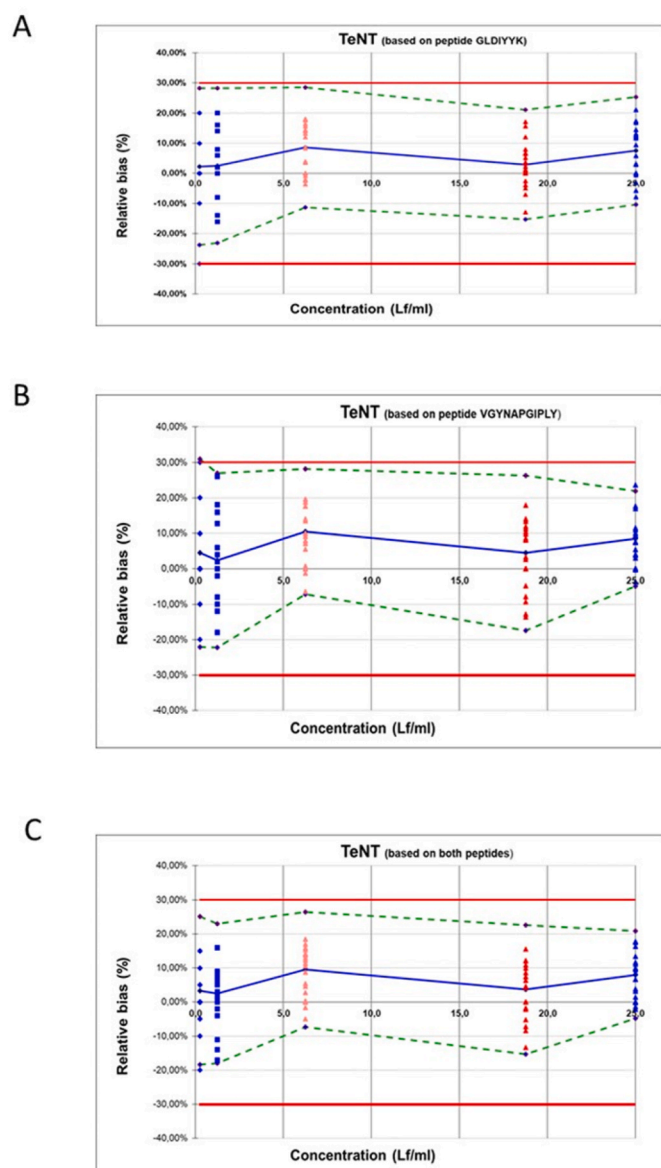 A
TeNT (based on peptide GLDIYYK)
40,00%
30,00%
20,00%
10,00%
0,00%
-10,00%
-20,00%
-30,00%
-40,00%
0,0 5,0 10,0 15,0 20,0 25,0
Relative bias (%)
Concentration (Lf/ml)
B
TeNT (based on peptide VGYNAPGIPLY)
40,00%
30,00%
20,00%
10,00%
0,00%
-10,00%
-20,00%
-30,00%
-40,00%
0,0 5,0 10,0 15,0 20,0 25,0
Relative bias (%)
Concentration (Lf/ml)
C
TeNT (based on both peptides)
40,00%
30,00%
20,00%
10,00%
0,00%
-10,00%
-20,00%
-30,00%
-40,00%
0,0 5,0 10,0 15,0 20,0 25,0
Relative bias (%)
Concentration (Lf/ml)